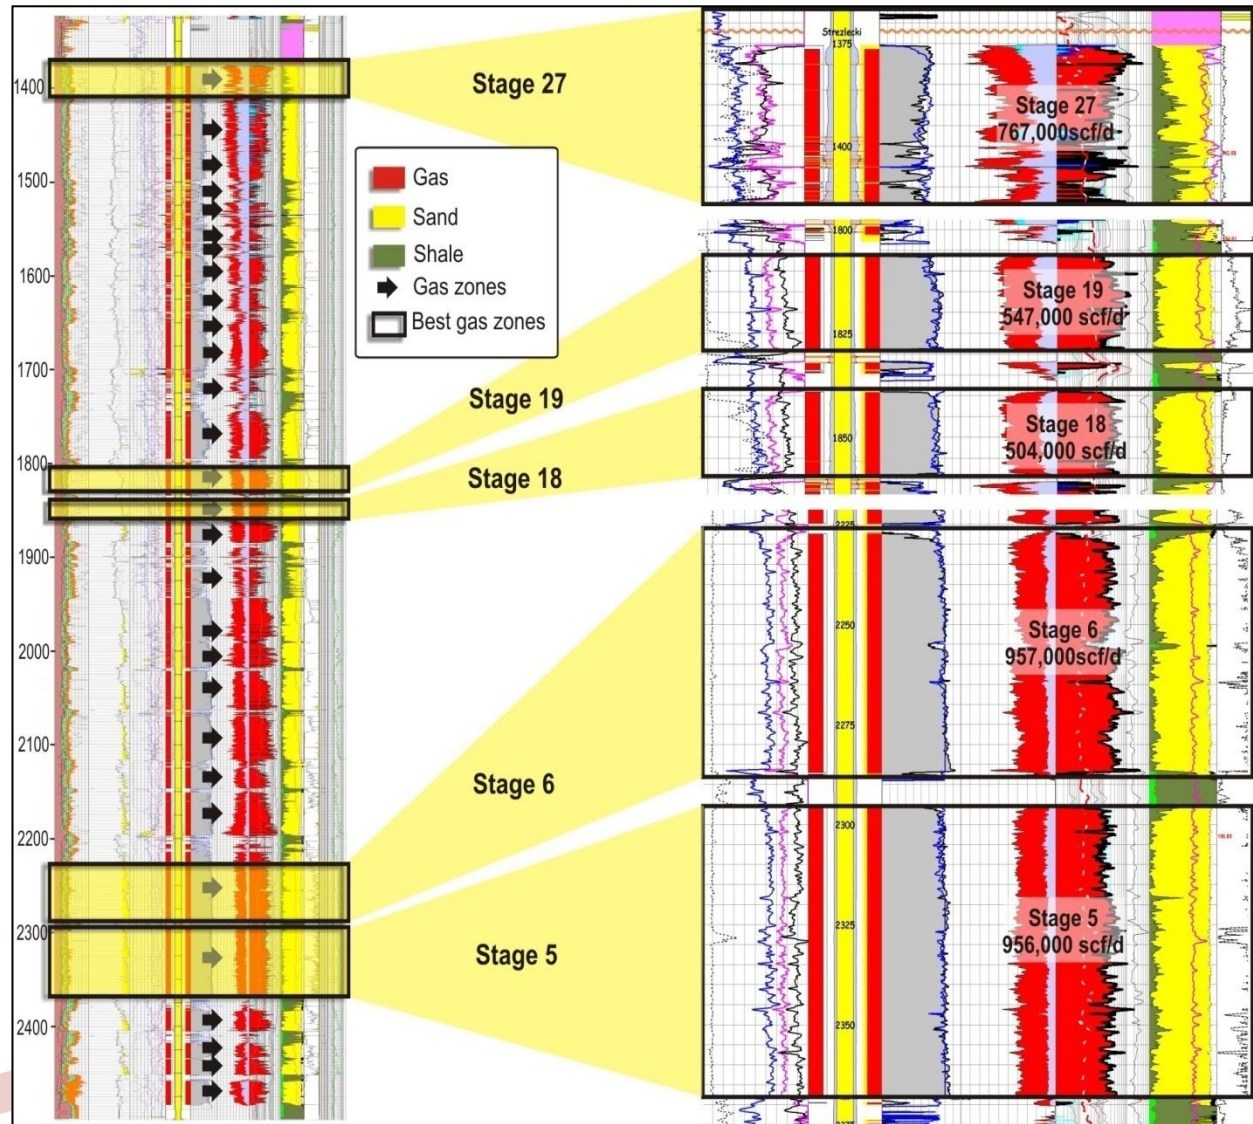 1400
1500
1600
1700
1800
1900
2000
2100
2200
2300
2400
Gas
Sand
Shale
Gas zones
Best gas zones
Stage 27
Stage 19
Stage 18
Stage 6
Stage 5
Strezlecki
1375
1400
Stage 27
767,000scf/d
1800
Stage 19
547,000 scf/d
1825
Stage 18
504,000 scf/d
1850
2225
Stage 6
957,000scf/d
2250
2275
2300
Stage 5
956,000 scf/d
2325
2350